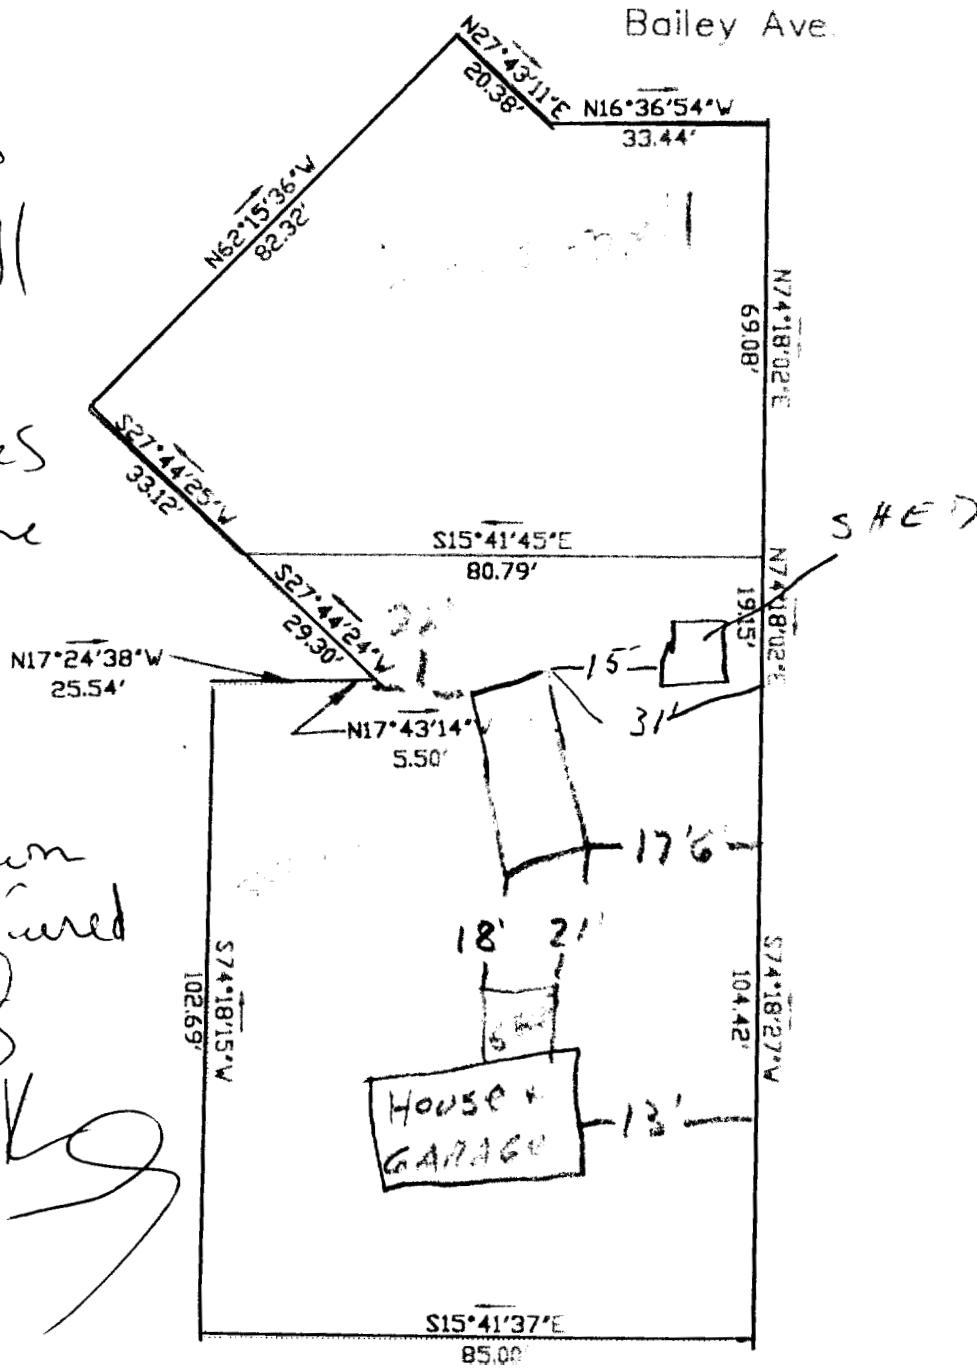 Bailey Ave.
N27°43'11"E
20.38'
N16°36'54"W
33.44'
N62°15'36"W
82.32'
N74°18'02"E
69.08'
S27°44'25"W
33.12'
S15°41'45"E
80.79'
SHED
N74°18'02"E
19.15'
S27°44'24"W
29.30'
N17°24'38"W
25.54'
15'
31'
N17°43'14"W
5.50'
17'6
18' 21'
S74°18'15"W
102.69'
S74°18'27"W
104.42'
HOUSE +
GARAGE
13'
S15°41'37"E
85.00'